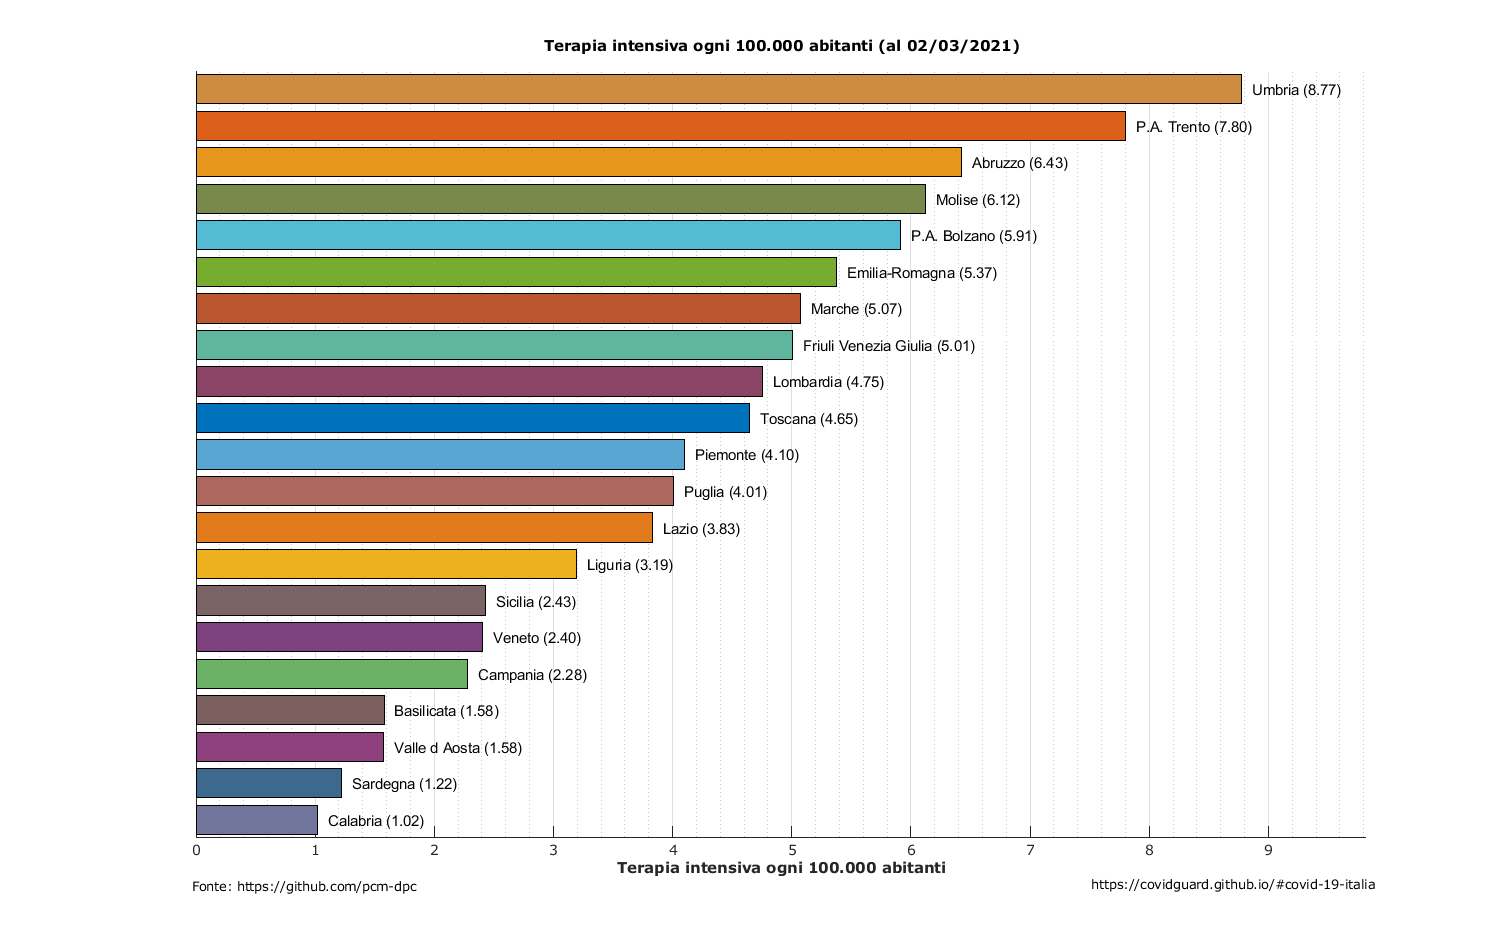 Terapia intensiva ogni 100.000 abitanti (al 02/03/2021)
Umbria (8.77)
P.A. Trento (7.80)
Abruzzo (6.43)
Molise (6.12)
P.A. Bolzano (5.91)
Emilia-Romagna (5.37)
Marche (5.07)
Friuli Venezia Giulia (5.01)
Lombardia (4.75)
Toscana (4.65)
Piemonte (4.10)
Puglia (4.01)
Lazio (3.83)
Liguria (3.19)
Sicilia (2.43)
Veneto (2.40)
Campania (2.28)
Basilicata (1.58)
Valle d Aosta (1.58)
Sardegna (1.22)
Calabria (1.02)
0 1 2 3 4 5 6 7 8 9
Terapia intensiva ogni 100.000 abitanti
Fonte: https://github.com/pcm-dpc
https://covidguard.github.io/#covid-19-italia